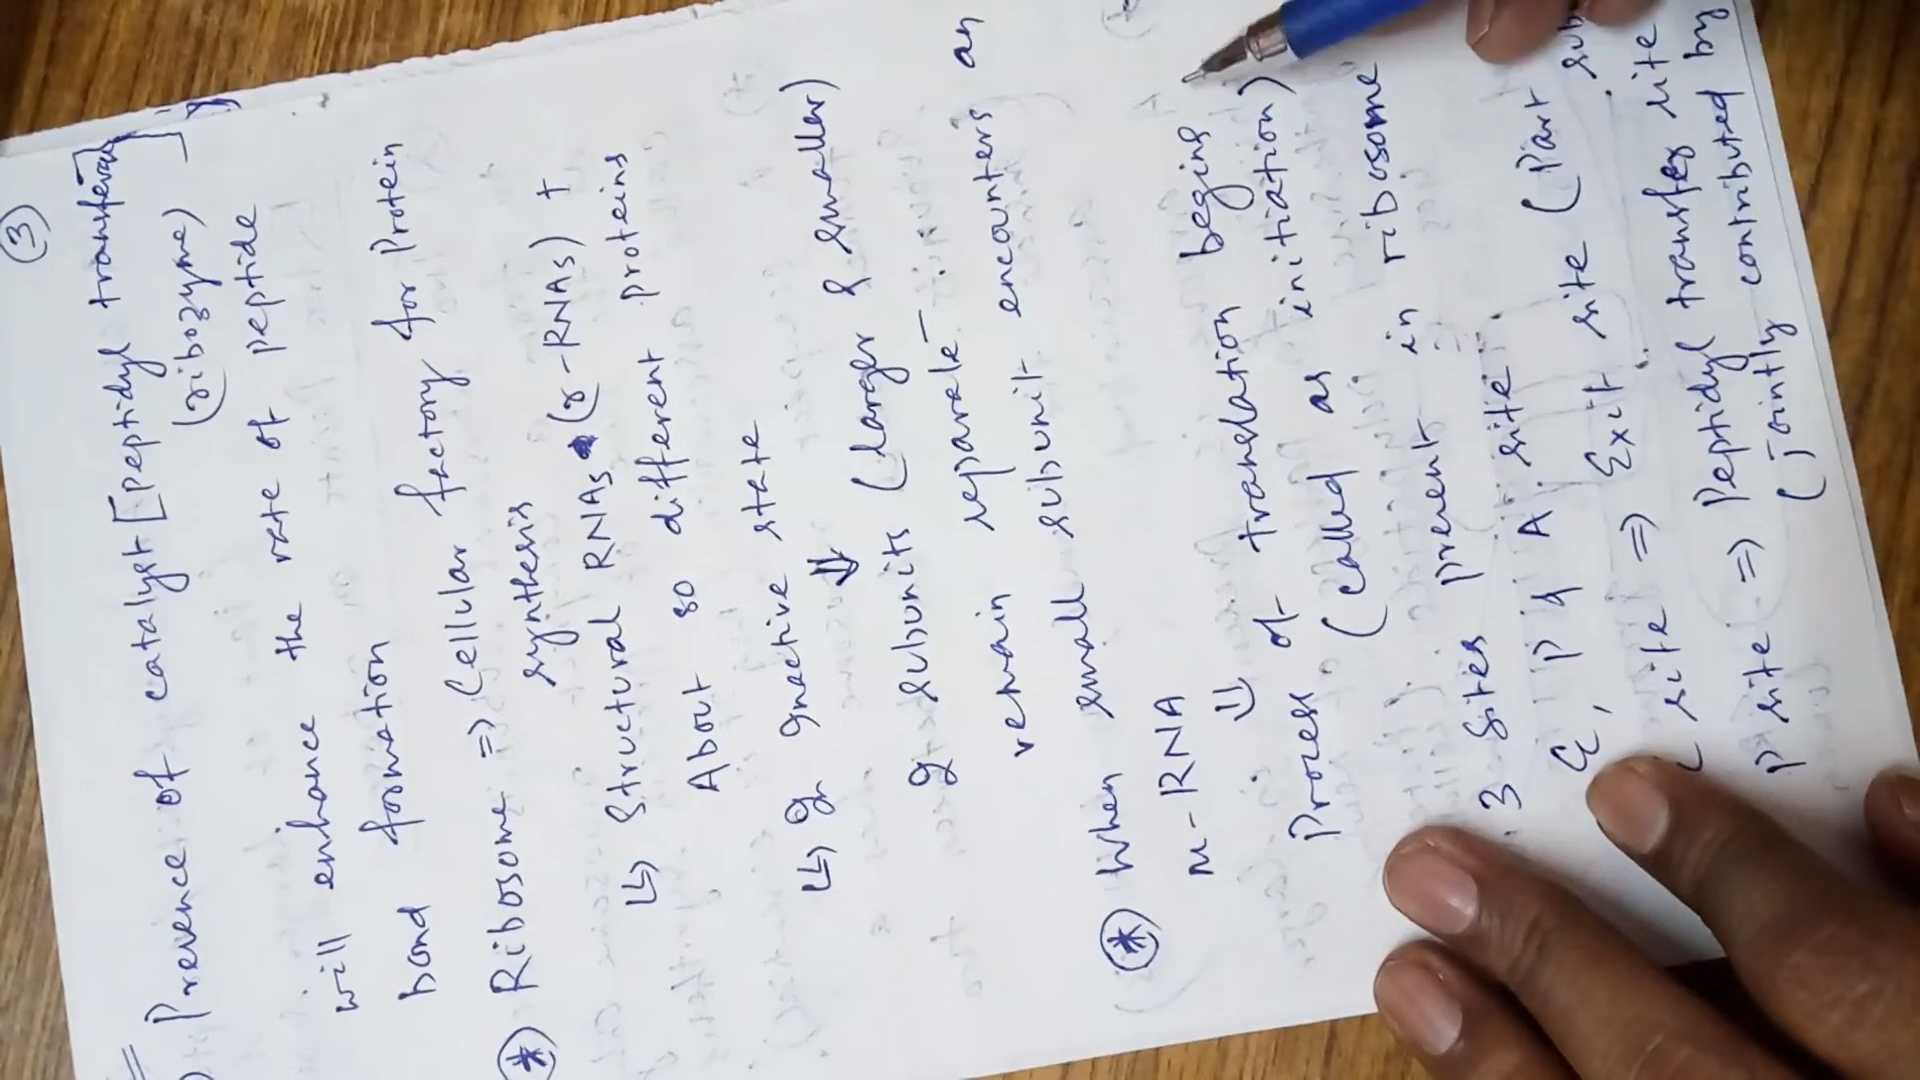 ③
= Presence of catalyst [Peptidyl transferase]
(ribozyme)
will enhance the rate of peptide
bond formation
* Ribosome => Cellular factory for Protein
synthesis
↳ Structural RNAs (r-RNAs) +
About 80 different proteins
↳ In Inactive state
⇓
2 subunits (larger & smaller)
remain separate
* When small subunit encounters an
m-RNA
⇓
Process of translation begins
(called as initiation)
3 sites present in ribosome
E, P & A site
site => Exit site (Part
P site => Peptidyl transfer site
(jointly contributed by